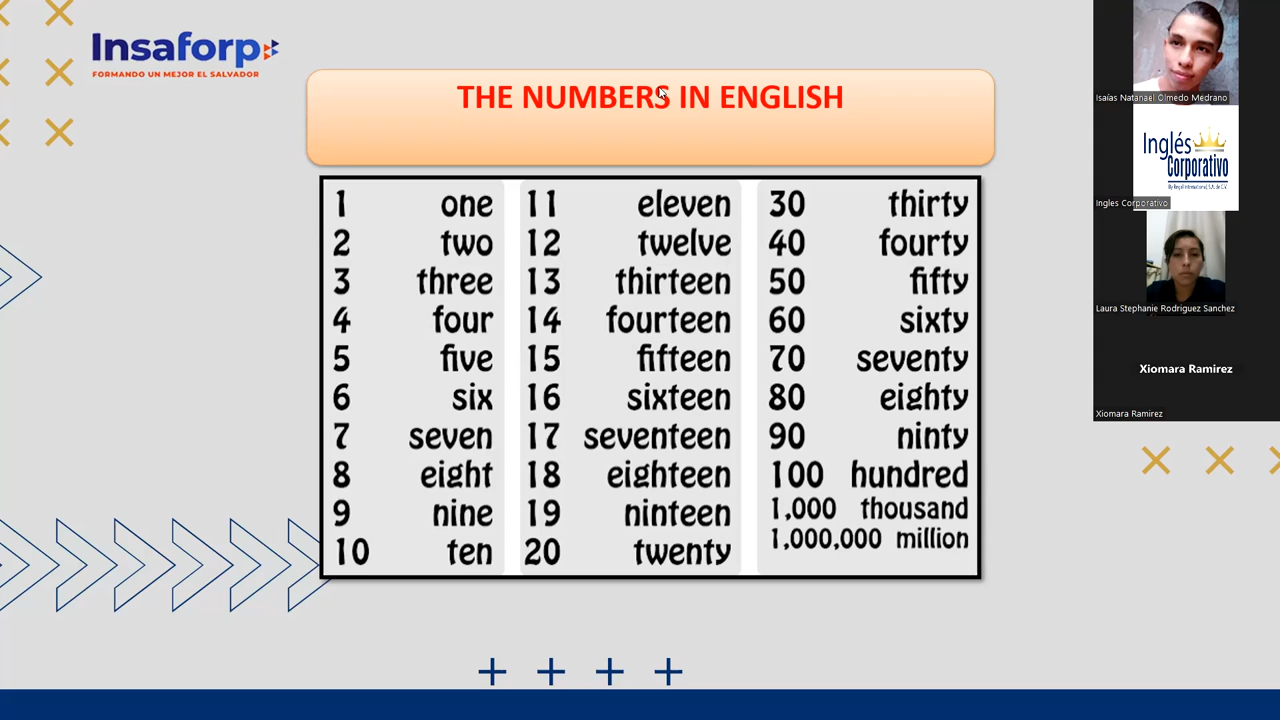 Insaforp
FORMANDO UN MEJOR EL SALVADOR
THE NUMBERS IN ENGLISH
1 one
2 two
3 three
4 four
5 five
6 six
7 seven
8 eight
9 nine
10 ten
11 eleven
12 twelve
13 thirteen
14 fourteen
15 fifteen
16 sixteen
17 seventeen
18 eighteen
19 ninteen
20 twenty
30 thirty
40 fourty
50 fifty
60 sixty
70 seventy
80 eighty
90 ninty
100 hundred
1,000 thousand
1,000,000 million
Isaías Natanael Olmedo Medrano
Inglés
Corporativo
Ingles Corporativo
Laura Stephanie Rodriguez Sanchez
Xiomara Ramirez
Xiomara Ramirez